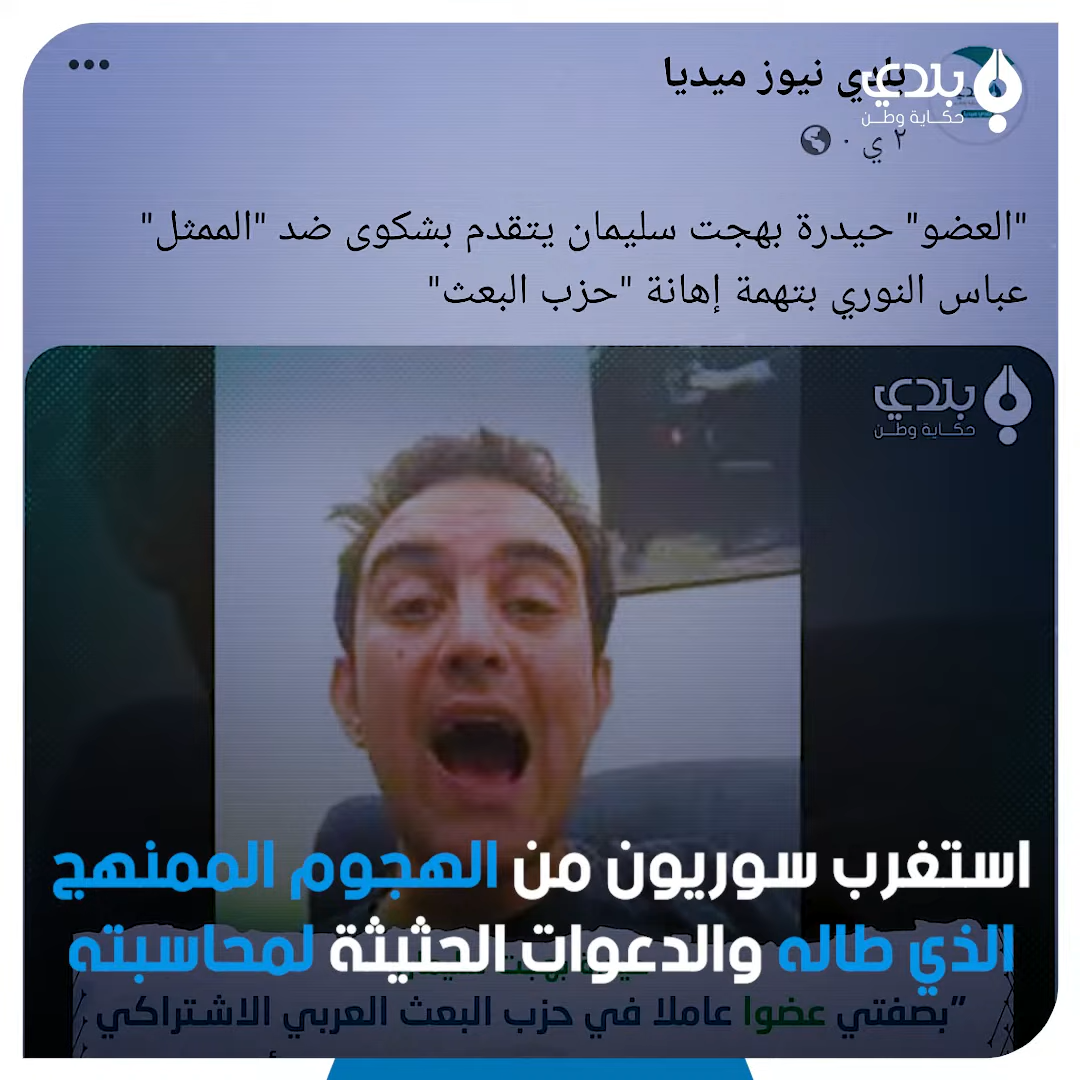 بلدي نيوز ميديا
بلدي
حكاية وطن
٢ ي ·
"العضو" حيدرة بهجت سليمان يتقدم بشكوى ضد "الممثل"
عباس النوري بتهمة إهانة "حزب البعث"
بلدي
حكاية وطن
استغرب سوريون من الهجوم الممنهج
الذي طاله والدعوات الحثيثة لمحاسبته
"بصفتي عضوا عاملا في حزب البعث العربي الاشتراكي